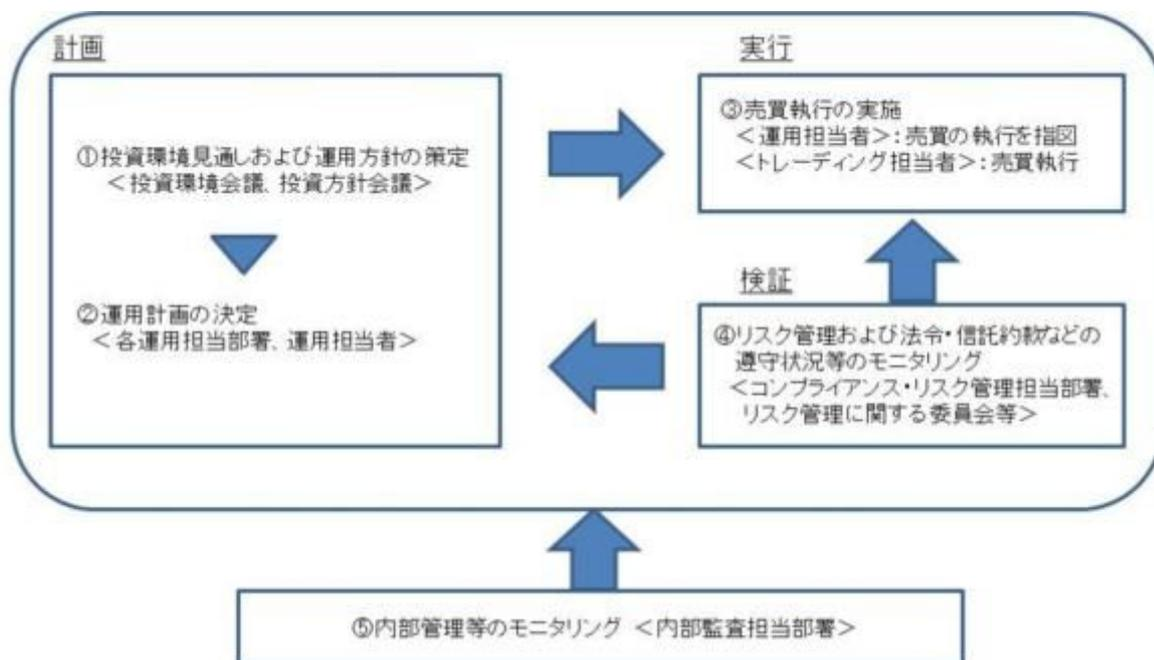 計画
①投資環境見通しおよび運用方針の策定
＜投資環境会議、投資方針会議＞
②運用計画の決定
＜各運用担当部署、運用担当者＞
実行
③売買執行の実施
＜運用担当者＞：売買の執行を指図
＜トレーディング担当者＞：売買執行
検証
④リスク管理および法令・信託約款などの
遵守状況等のモニタリング
＜コンプライアンス・リスク管理担当部署、
リスク管理に関する委員会等＞
⑤内部管理等のモニタリング ＜内部監査担当部署＞